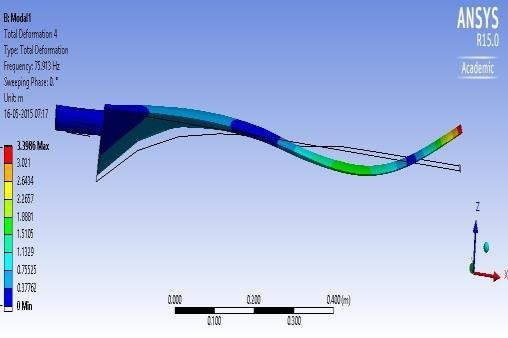 B: Modal1
Total Deformation 4
Type: Total Deformation
Frequency: 75.913 Hz
Sweeping Phase: 0. °
Unit: m
16-05-2015 07:17
3.3986 Max
3.021
2.6434
2.2657
1.8881
1.5105
1.1329
0.75525
0.37762
0 Min
ANSYS
R15.0
Academic
Z
X
0.000
0.200
0.400 (m)
0.100
0.300